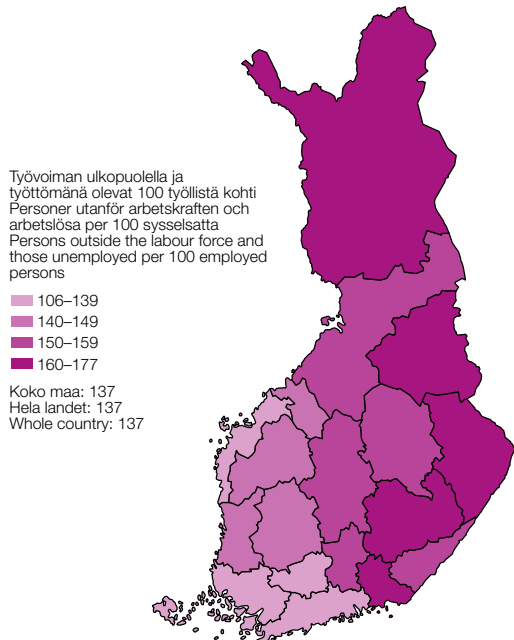 Työvoiman ulkopuolella ja
työttömänä olevat 100 työllistä kohti
Personer utanför arbetskraften och
arbetslösa per 100 sysselsatta
Persons outside the labour force and
those unemployed per 100 employed
persons
106–139
140–149
150–159
160–177
Koko maa: 137
Hela landet: 137
Whole country: 137